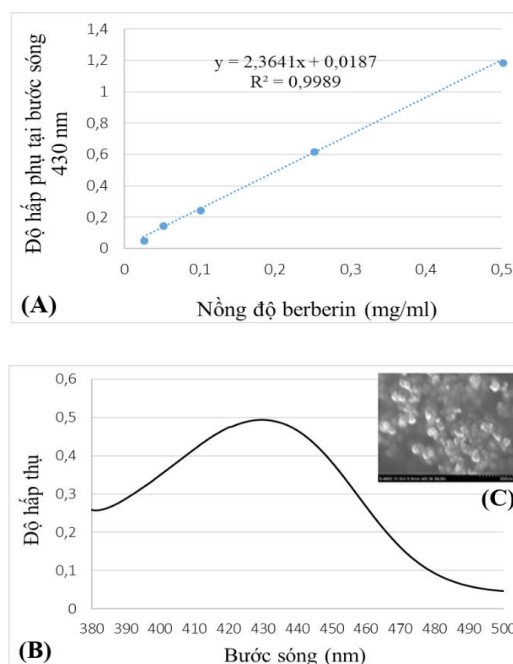 1,4
1,2
1
0,8
0,6
0,4
0,2
0
y = 2,3641x + 0,0187
R² = 0,9989
Độ hấp phụ tại bước sóng
430 nm
0 0,1 0,2 0,3 0,4 0,5
(A)
Nồng độ berberin (mg/ml)
0,6
0,5
0,4
0,3
0,2
0,1
0
Độ hấp thụ
(C)
380 390 400 410 420 430 440 450 460 470 480 490 500
(B)
Bước sóng (nm)